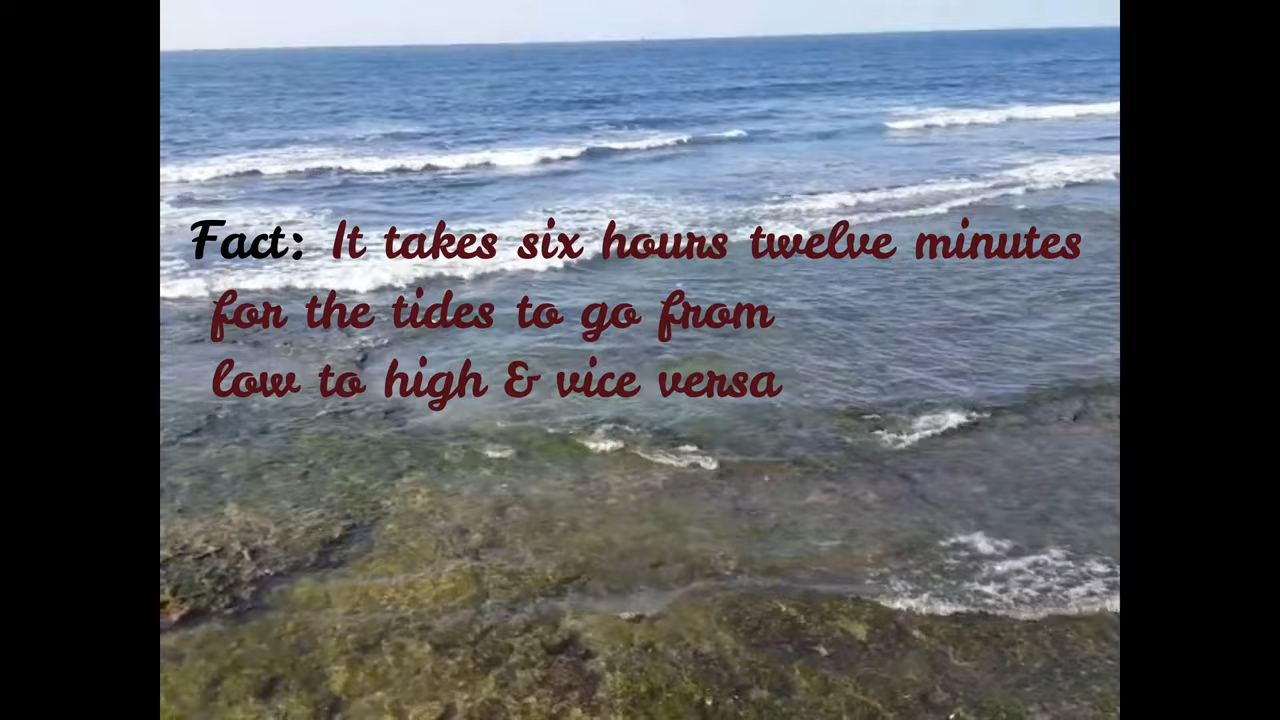 Fact: It takes six hours twelve minutes
for the tides to go from
low to high & vice versa